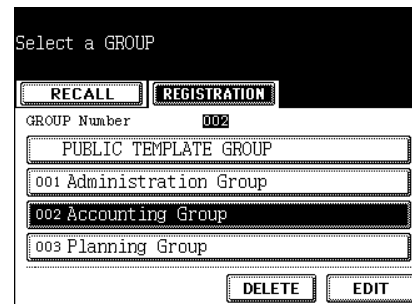 Select a GROUP
RECALL REGISTRATION
GROUP Number 002
PUBLIC TEMPLATE GROUP
001 Administration Group
002 Accounting Group
003 Planning Group
DELETE EDIT